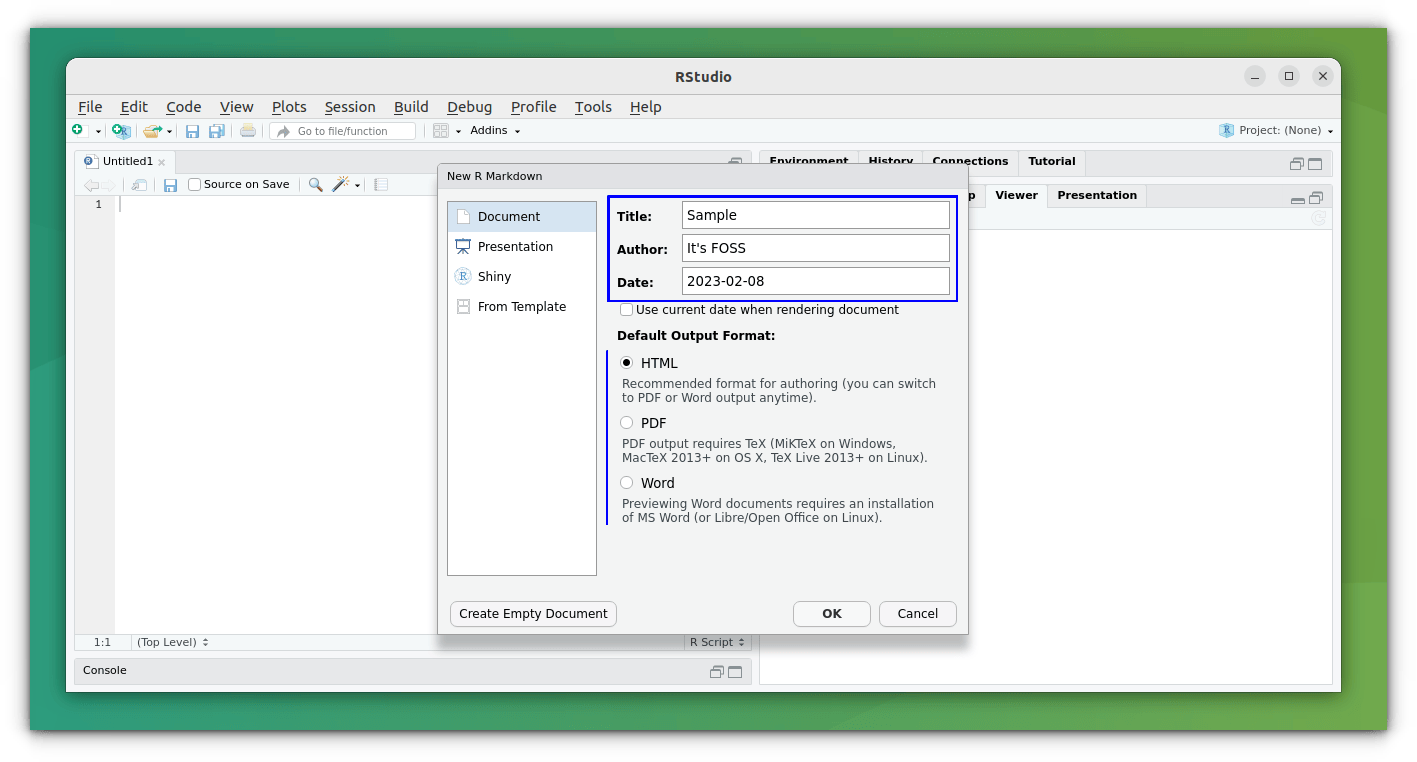 RStudio
File Edit Code View Plots Session Build Debug Profile Tools Help
Go to file/function Addins Project: (None)
Untitled1
Environment History Connections Tutorial
Source on Save
1
New R Markdown
p Viewer Presentation
Document
Presentation
Shiny
From Template
Title: Sample
Author: It's FOSS
Date: 2023-02-08
Use current date when rendering document
Default Output Format:
HTML
Recommended format for authoring (you can switch
to PDF or Word output anytime).
PDF
PDF output requires TeX (MiKTeX on Windows,
MacTeX 2013+ on OS X, TeX Live 2013+ on Linux).
Word
Previewing Word documents requires an installation
of MS Word (or Libre/Open Office on Linux).
Create Empty Document OK Cancel
1:1 (Top Level) R Script
Console